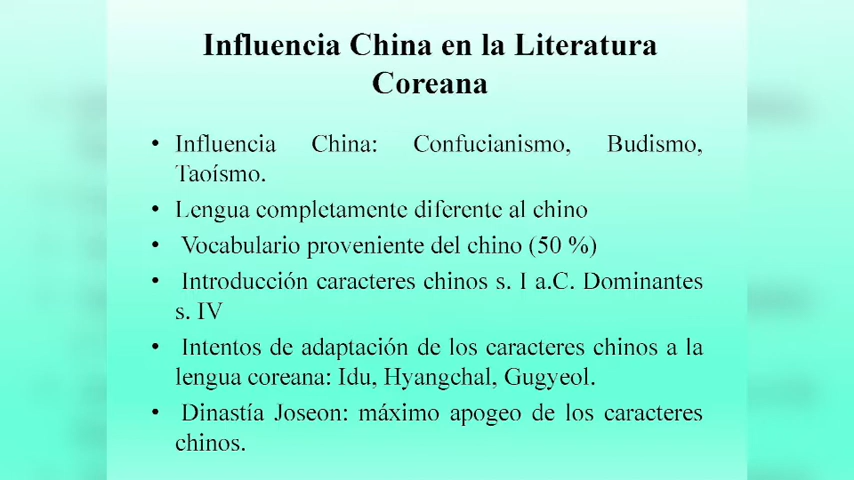 Influencia China en la Literatura
Coreana
• Influencia China: Confucianismo, Budismo,
Taoísmo.
• Lengua completamente diferente al chino
• Vocabulario proveniente del chino (50 %)
• Introducción caracteres chinos s. I a.C. Dominantes
s. IV
• Intentos de adaptación de los caracteres chinos a la
lengua coreana: Idu, Hyangchal, Gugyeol.
• Dinastía Joseon: máximo apogeo de los caracteres
chinos.